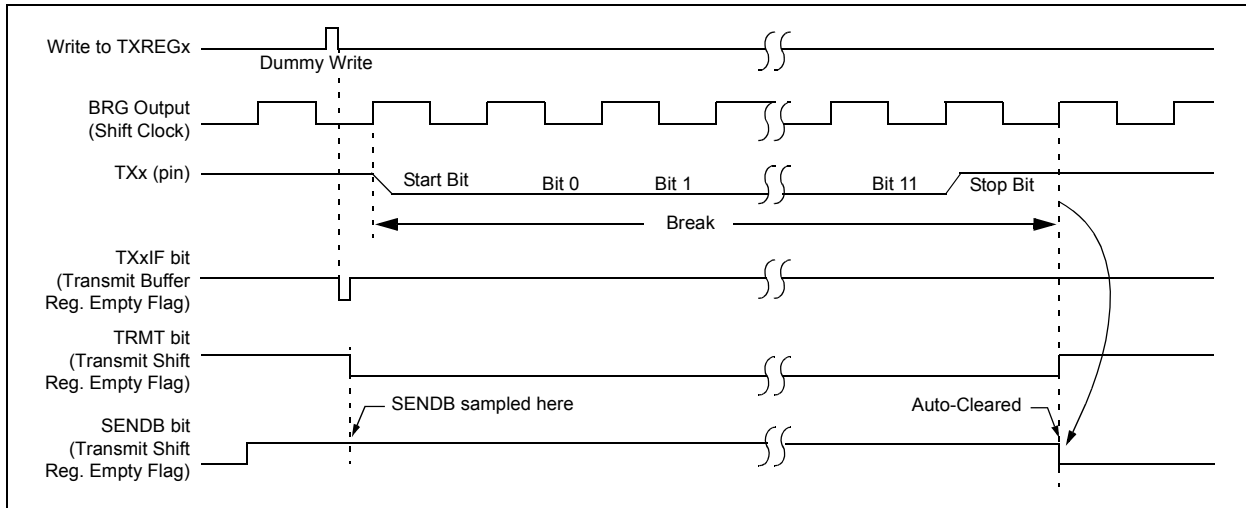 Write to TXREGx
Dummy Write
BRG Output
(Shift Clock)
TXx (pin)
Start Bit
Bit 0
Bit 1
Bit 11
Stop Bit
Break
TXxIF bit
(Transmit Buffer
Reg. Empty Flag)
TRMT bit
(Transmit Shift
Reg. Empty Flag)
SENDB sampled here
Auto-Cleared
SENDB bit
(Transmit Shift
Reg. Empty Flag)